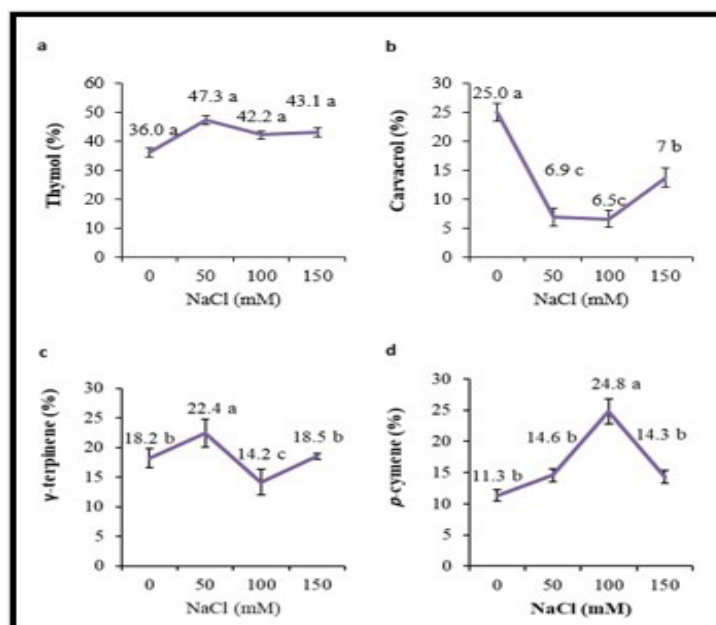 a
Thymol (%)
60
50
40
30
20
10
0
36.0 a
47.3 a
42.2 a
43.1 a
0 50 100 150
NaCl (mM)
b
Carvacrol (%)
30
25
20
15
10
5
0
25.0 a
6.9 c
6.5c
7 b
0 50 100 150
NaCl (mM)
c
γ-terpinene (%)
30
25
20
15
10
5
0
18.2 b
22.4 a
14.2 c
18.5 b
0 50 100 150
NaCl (mM)
d
p-cymene (%)
30
25
20
15
10
5
0
11.3 b
14.6 b
24.8 a
14.3 b
0 50 100 150
NaCl (mM)